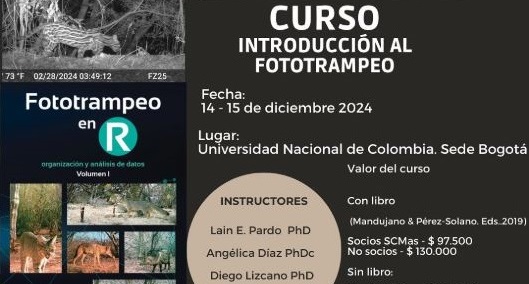 73 °F 02/28/2024 03:49:12 FZ25
Fototrampeo
en R
organización y análisis de datos
Volumen I
CURSO
INTRODUCCIÓN AL
FOTOTRAMPEO
Fecha:
14 - 15 de diciembre 2024
Lugar:
Universidad Nacional de Colombia. Sede Bogotá
INSTRUCTORES
Lain E. Pardo PhD
Angélica Diaz PhDc
Diego Lizcano PhD
Valor del curso
Con libro
(Mandujano & Pérez-Solano. Eds..2019)
Socios SCMas - $ 97.500
No socios - $ 130.000
Sin libro: